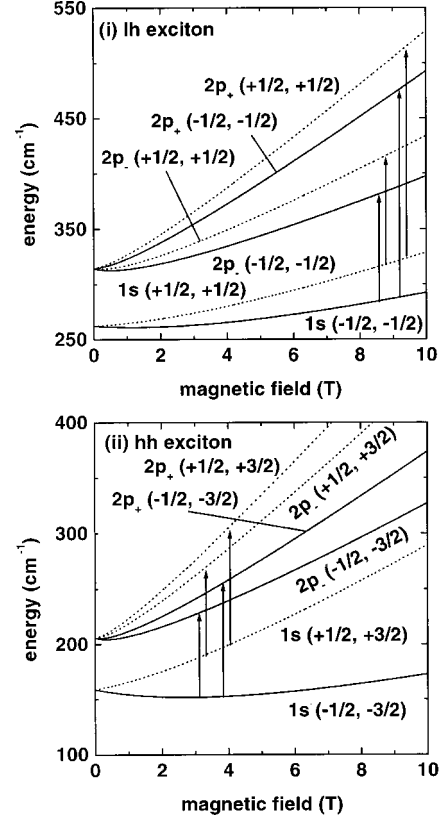 (i) lh exciton
550
450
350
250
energy (cm⁻¹)
2p₊ (+1/2, +1/2)
2p₊ (-1/2, -1/2)
2p₋ (+1/2, +1/2)
2p₋ (-1/2, -1/2)
1s (+1/2, +1/2)
1s (-1/2, -1/2)
0 2 4 6 8 10
magnetic field (T)
(ii) hh exciton
400
300
200
100
energy (cm⁻¹)
2p₊ (+1/2, +3/2)
2p₊ (-1/2, -3/2)
2p₋ (+1/2, +3/2)
2p₋ (-1/2, -3/2)
1s (+1/2, +3/2)
1s (-1/2, -3/2)
0 2 4 6 8 10
magnetic field (T)